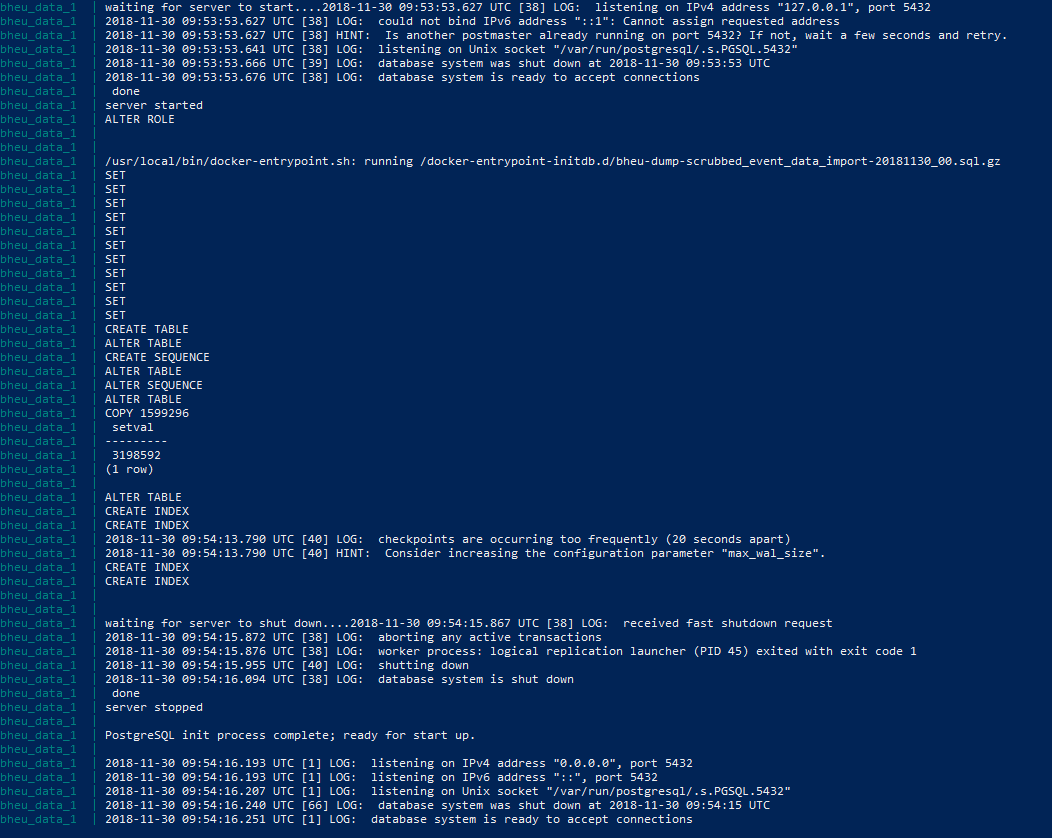 bheu_data_1 | waiting for server to start....2018-11-30 09:53:53.627 UTC [38] LOG:  listening on IPv4 address "127.0.0.1", port 5432
bheu_data_1 | 2018-11-30 09:53:53.627 UTC [38] LOG:  could not bind IPv6 address "::1": Cannot assign requested address
bheu_data_1 | 2018-11-30 09:53:53.627 UTC [38] HINT:  Is another postmaster already running on port 5432? If not, wait a few seconds and retry.
bheu_data_1 | 2018-11-30 09:53:53.641 UTC [38] LOG:  listening on Unix socket "/var/run/postgresql/.s.PGSQL.5432"
bheu_data_1 | 2018-11-30 09:53:53.666 UTC [39] LOG:  database system was shut down at 2018-11-30 09:53:53 UTC
bheu_data_1 | 2018-11-30 09:53:53.676 UTC [38] LOG:  database system is ready to accept connections
bheu_data_1 |  done
bheu_data_1 | server started
bheu_data_1 | ALTER ROLE
bheu_data_1 |
bheu_data_1 |
bheu_data_1 | /usr/local/bin/docker-entrypoint.sh: running /docker-entrypoint-initdb.d/bheu-dump-scrubbed_event_data_import-20181130_00.sql.gz
bheu_data_1 | SET
bheu_data_1 | SET
bheu_data_1 | SET
bheu_data_1 | SET
bheu_data_1 | SET
bheu_data_1 | SET
bheu_data_1 | SET
bheu_data_1 | SET
bheu_data_1 | SET
bheu_data_1 | SET
bheu_data_1 | SET
bheu_data_1 | CREATE TABLE
bheu_data_1 | ALTER TABLE
bheu_data_1 | CREATE SEQUENCE
bheu_data_1 | ALTER TABLE
bheu_data_1 | ALTER SEQUENCE
bheu_data_1 | ALTER TABLE
bheu_data_1 | COPY 1599296
bheu_data_1 |  setval
bheu_data_1 | ---------
bheu_data_1 |  3198592
bheu_data_1 | (1 row)
bheu_data_1 |
bheu_data_1 | ALTER TABLE
bheu_data_1 | CREATE INDEX
bheu_data_1 | CREATE INDEX
bheu_data_1 | 2018-11-30 09:54:13.790 UTC [40] LOG:  checkpoints are occurring too frequently (20 seconds apart)
bheu_data_1 | 2018-11-30 09:54:13.790 UTC [40] HINT:  Consider increasing the configuration parameter "max_wal_size".
bheu_data_1 | CREATE INDEX
bheu_data_1 | CREATE INDEX
bheu_data_1 |
bheu_data_1 |
bheu_data_1 | waiting for server to shut down....2018-11-30 09:54:15.867 UTC [38] LOG:  received fast shutdown request
bheu_data_1 | 2018-11-30 09:54:15.872 UTC [38] LOG:  aborting any active transactions
bheu_data_1 | 2018-11-30 09:54:15.876 UTC [38] LOG:  worker process: logical replication launcher (PID 45) exited with exit code 1
bheu_data_1 | 2018-11-30 09:54:15.955 UTC [40] LOG:  shutting down
bheu_data_1 | 2018-11-30 09:54:16.094 UTC [38] LOG:  database system is shut down
bheu_data_1 |  done
bheu_data_1 | server stopped
bheu_data_1 |
bheu_data_1 | PostgreSQL init process complete; ready for start up.
bheu_data_1 |
bheu_data_1 | 2018-11-30 09:54:16.193 UTC [1] LOG:  listening on IPv4 address "0.0.0.0", port 5432
bheu_data_1 | 2018-11-30 09:54:16.193 UTC [1] LOG:  listening on IPv6 address "::", port 5432
bheu_data_1 | 2018-11-30 09:54:16.207 UTC [1] LOG:  listening on Unix socket "/var/run/postgresql/.s.PGSQL.5432"
bheu_data_1 | 2018-11-30 09:54:16.240 UTC [66] LOG:  database system was shut down at 2018-11-30 09:54:15 UTC
bheu_data_1 | 2018-11-30 09:54:16.251 UTC [1] LOG:  database system is ready to accept connections